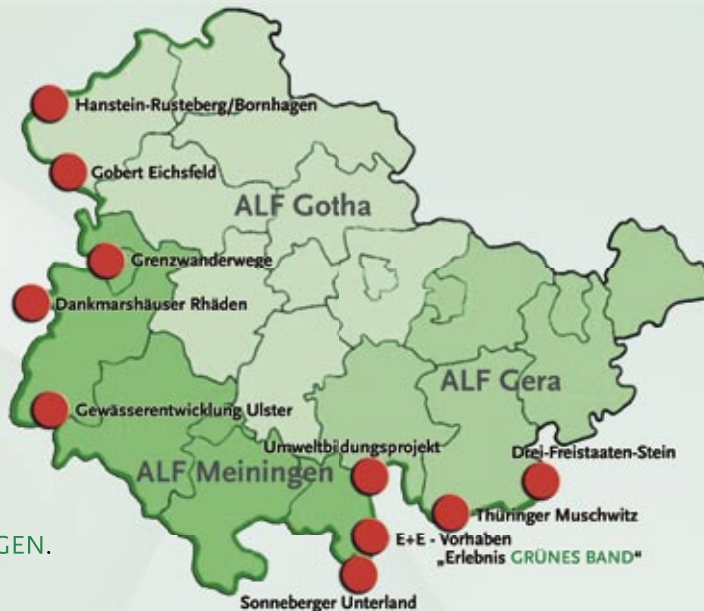 Hanstein-Rusteberg/Bornhagen
Gobert Eichsfeld
ALF Gotha
Grenzwanderwege
Dankmarshäuser Rhäden
ALF Gera
Gewässerentwicklung Ulster
Umweltbildungsprojekt
Drei-Freistaaten-Stein
ALF Meiningen
Thüringer Muschwitz
E+E - Vorhaben
„Erlebnis GRÜNES BAND“
GEN.
Sonneberger Unterland